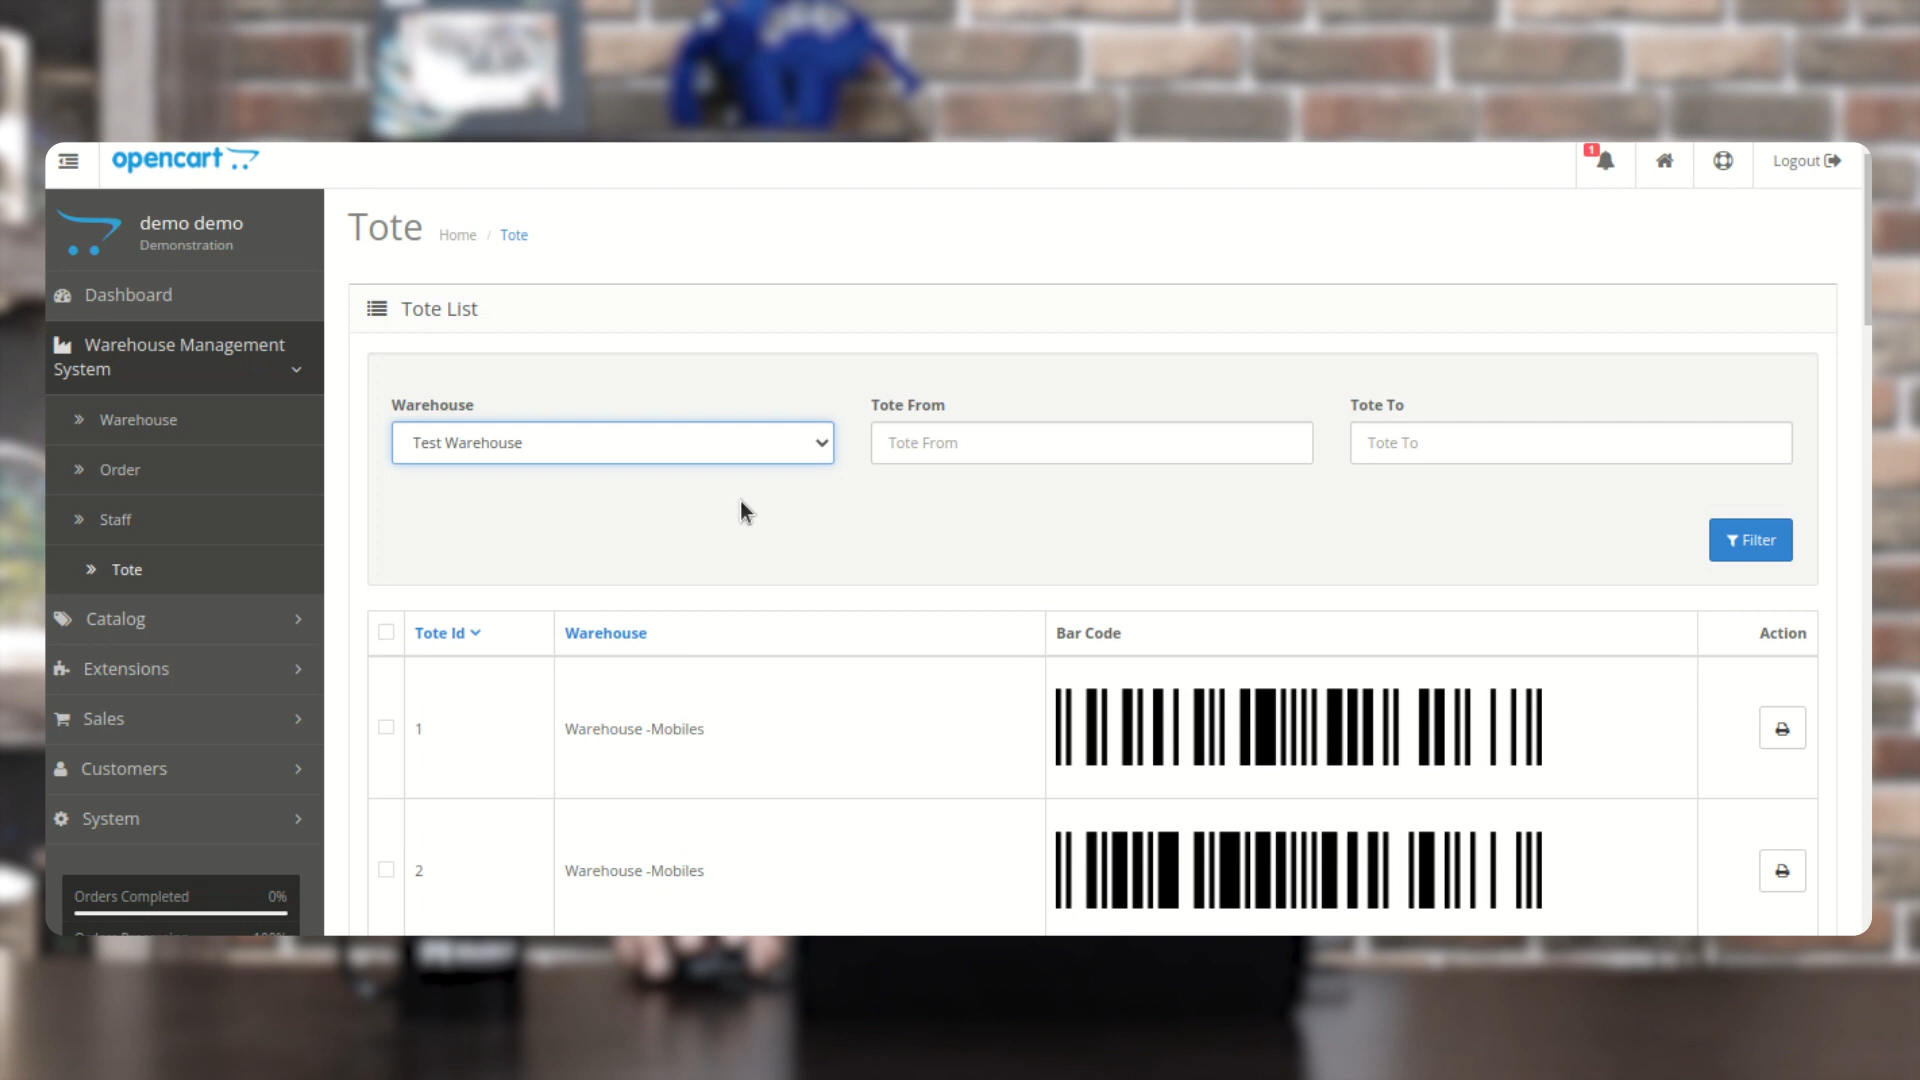 opencart
1
Logout
demo demo
Demonstration
Dashboard
Warehouse Management
System
Warehouse
Order
Staff
Tote
Catalog
Extensions
Sales
Customers
System
Orders Completed 0%
Tote Home / Tote
Tote List
Warehouse Tote From Tote To
Test Warehouse Tote From Tote To
Filter
Tote Id Warehouse Bar Code Action
1 Warehouse -Mobiles
2 Warehouse -Mobiles